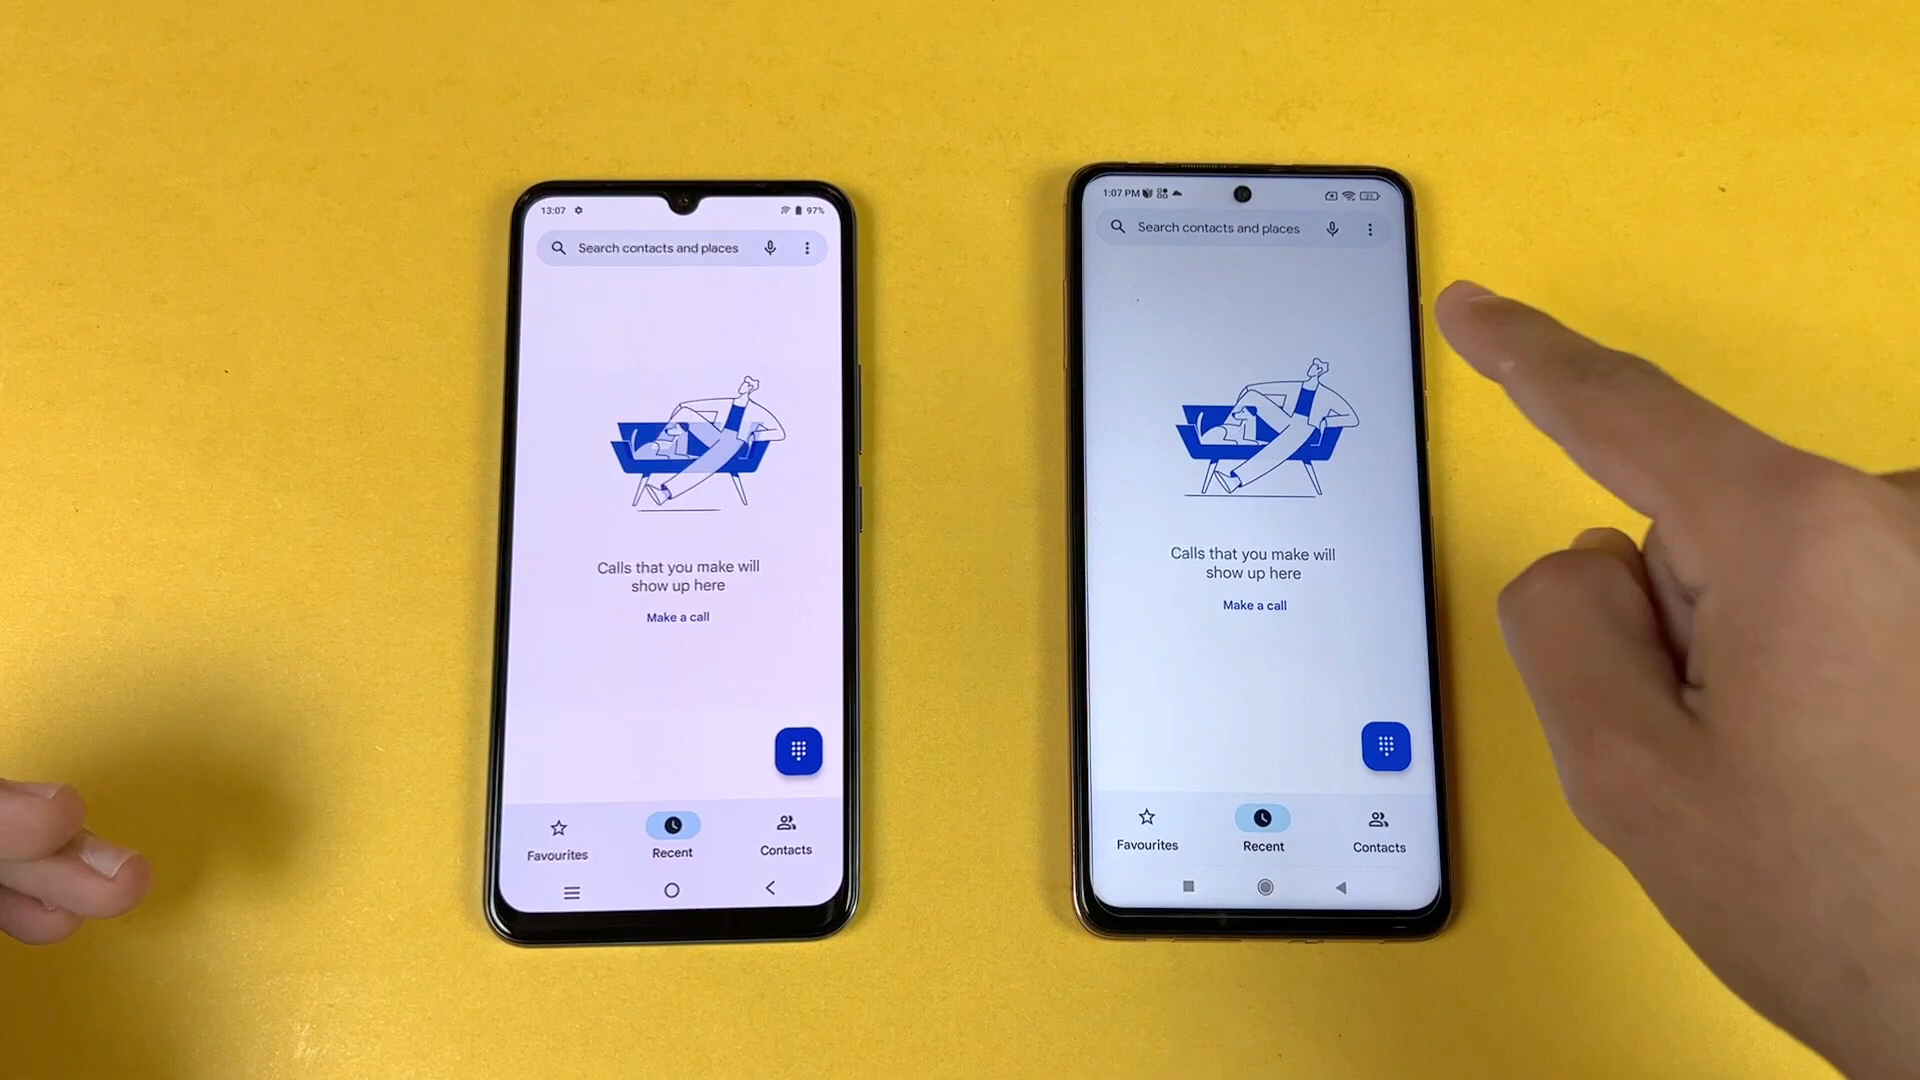 13:07
97%
Search contacts and places
Calls that you make will
show up here
Make a call
Favourites
Recent
Contacts
1:07 PM
Search contacts and places
Calls that you make will
show up here
Make a call
Favourites
Recent
Contacts